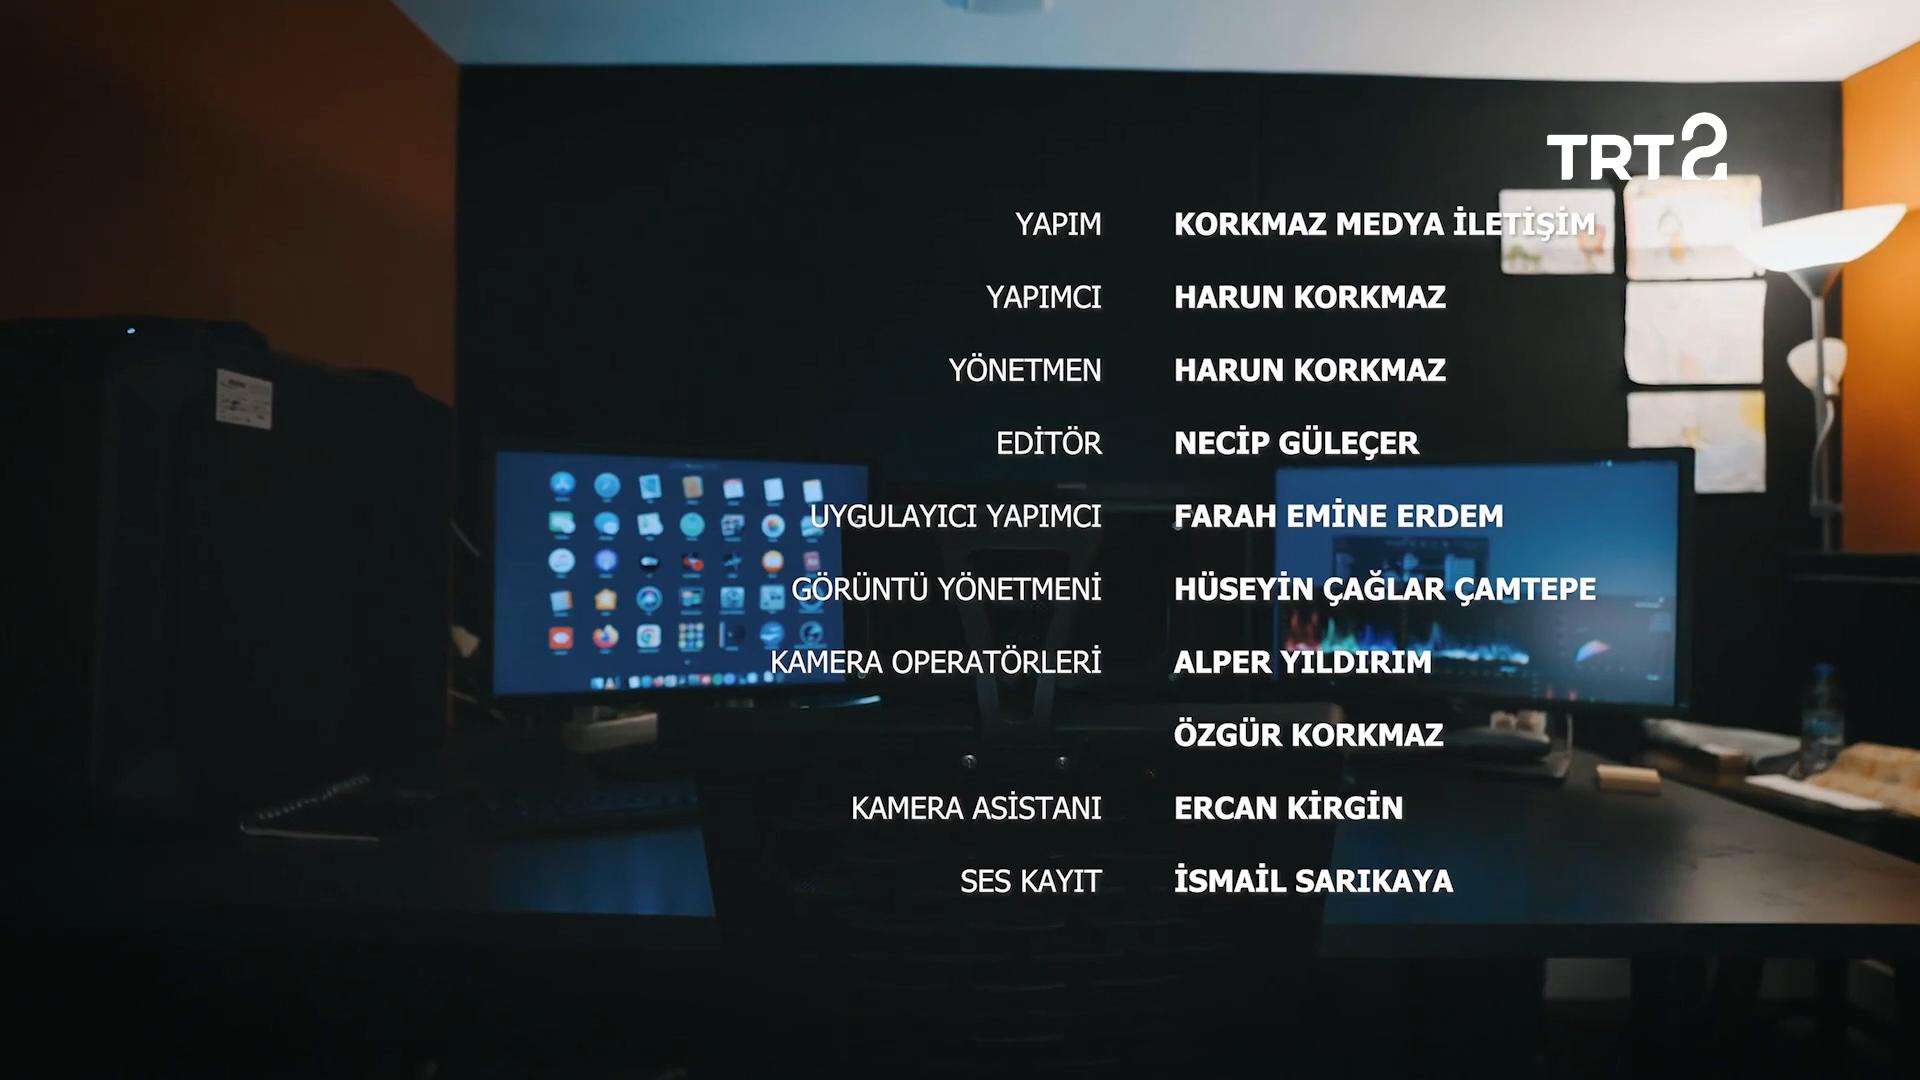 TRT2
YAPIM KORKMAZ MEDYA İLETİŞİM
YAPIMCI HARUN KORKMAZ
YÖNETMEN HARUN KORKMAZ
EDİTÖR NECİP GÜLEÇER
UYGULAYICI YAPIMCI FARAH EMİNE ERDEM
GÖRÜNTÜ YÖNETMENİ HÜSEYİN ÇAĞLAR ÇAMTEPE
KAMERA OPERATÖRLERİ ALPER YILDIRIM
ÖZGÜR KORKMAZ
KAMERA ASİSTANI ERCAN KİRGİN
SES KAYIT İSMAİL SARIKAYA